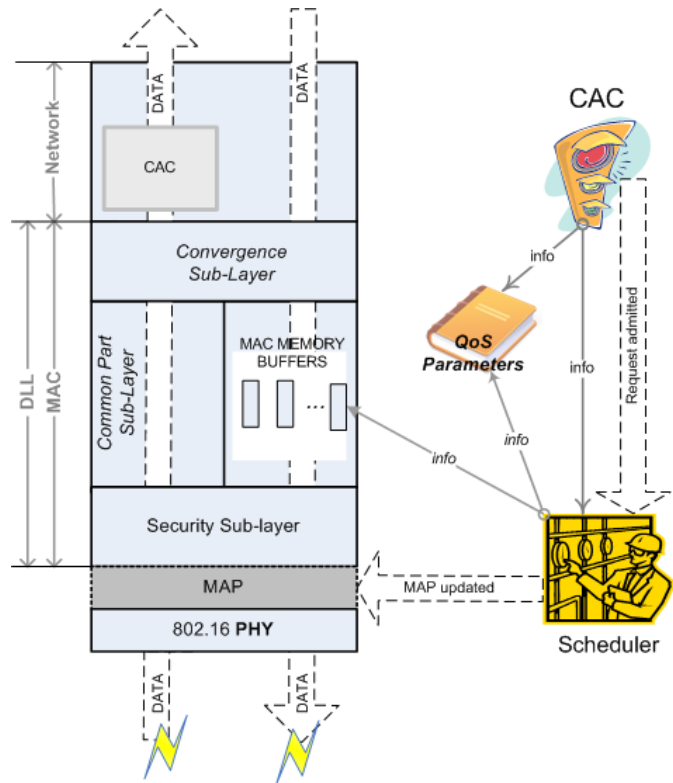 DATA
DATA
Network
CAC
CAC
Convergence
Sub-Layer
info
QoS
Parameters
Request admitted
info
DLL
MAC
Common Part
Sub-Layer
MAC MEMORY
BUFFERS
...
info
info
Security Sub-layer
MAP
MAP updated
802.16 PHY
Scheduler
DATA
DATA